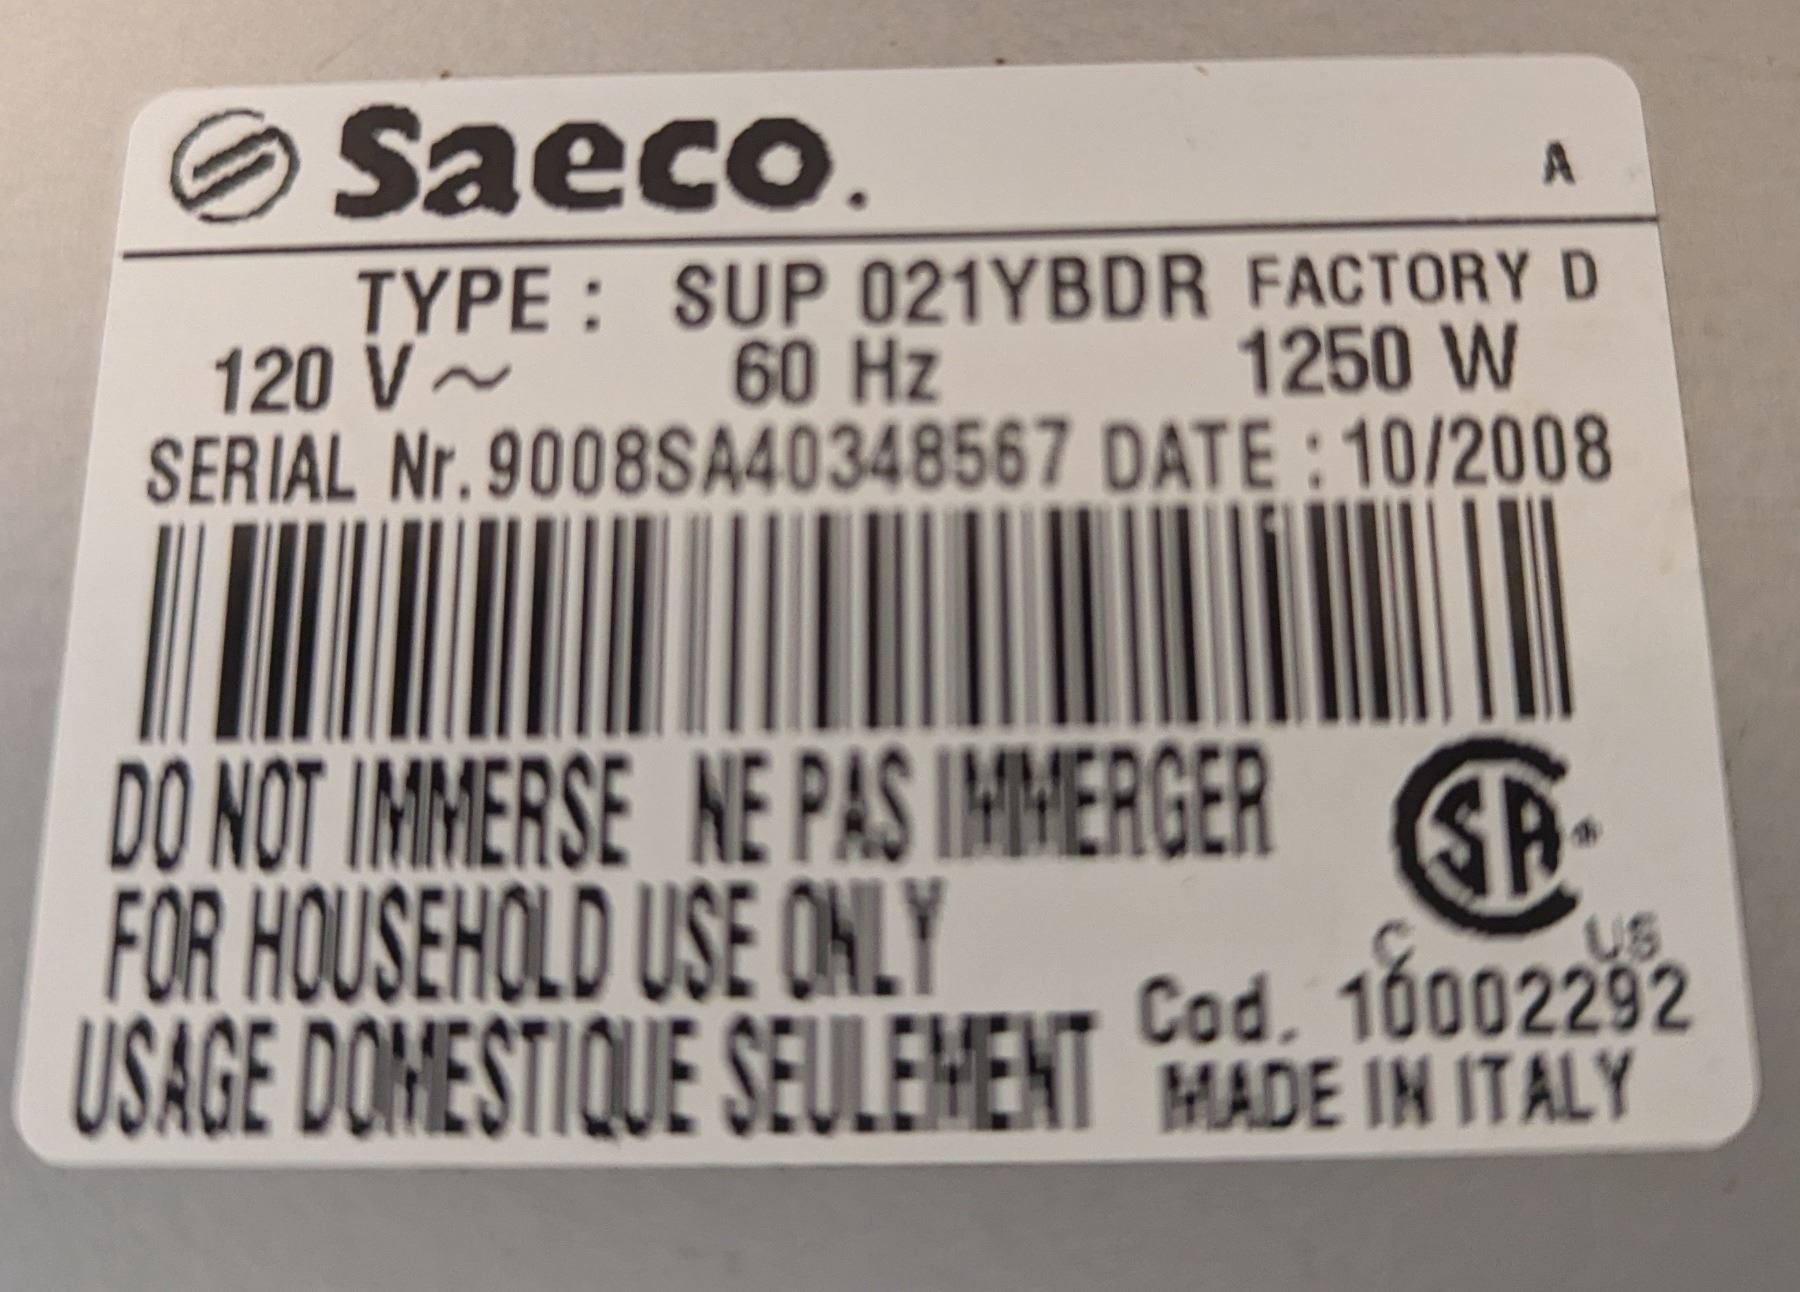 Saeco.
A
TYPE : SUP 021YBDR FACTORY D
120 V~ 60 Hz 1250 W
SERIAL Nr. 9008SA40348567 DATE : 10/2008
DO NOT IMMERSE NE PAS IMMERGER
FOR HOUSEHOLD USE ONLY
USAGE DOMESTIQUE SEULEMENT
SA ®
C US
Cod. 10002292
MADE IN ITALY